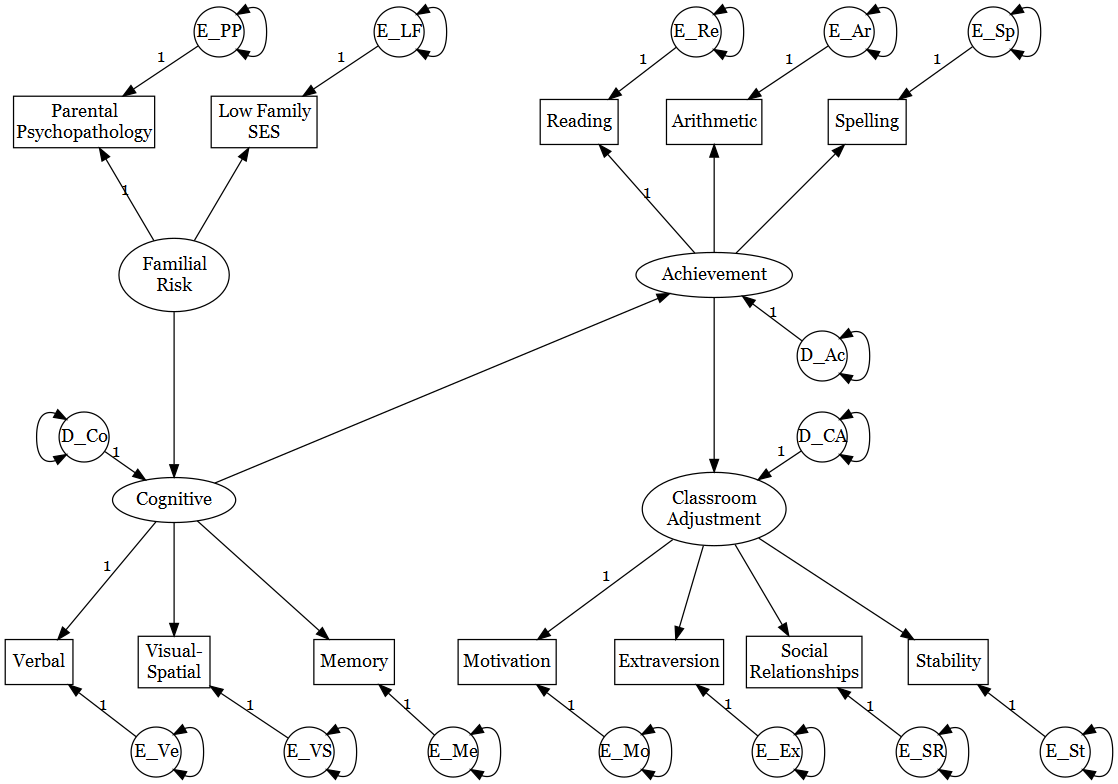 E_PP
E_LF
E_Re
E_Ar
E_Sp
1
1
1
1
1
Parental
Psychopathology
Low Family
SES
Reading
Arithmetic
Spelling
1
1
Familial
Risk
Achievement
1
D_Ac
D_Co
1
D_CA
1
Cognitive
Classroom
Adjustment
1
1
Verbal
Visual-
Spatial
Memory
Motivation
Extraversion
Social
Relationships
Stability
1
1
1
1
1
1
1
E_Ve
E_VS
E_Me
E_Mo
E_Ex
E_SR
E_St